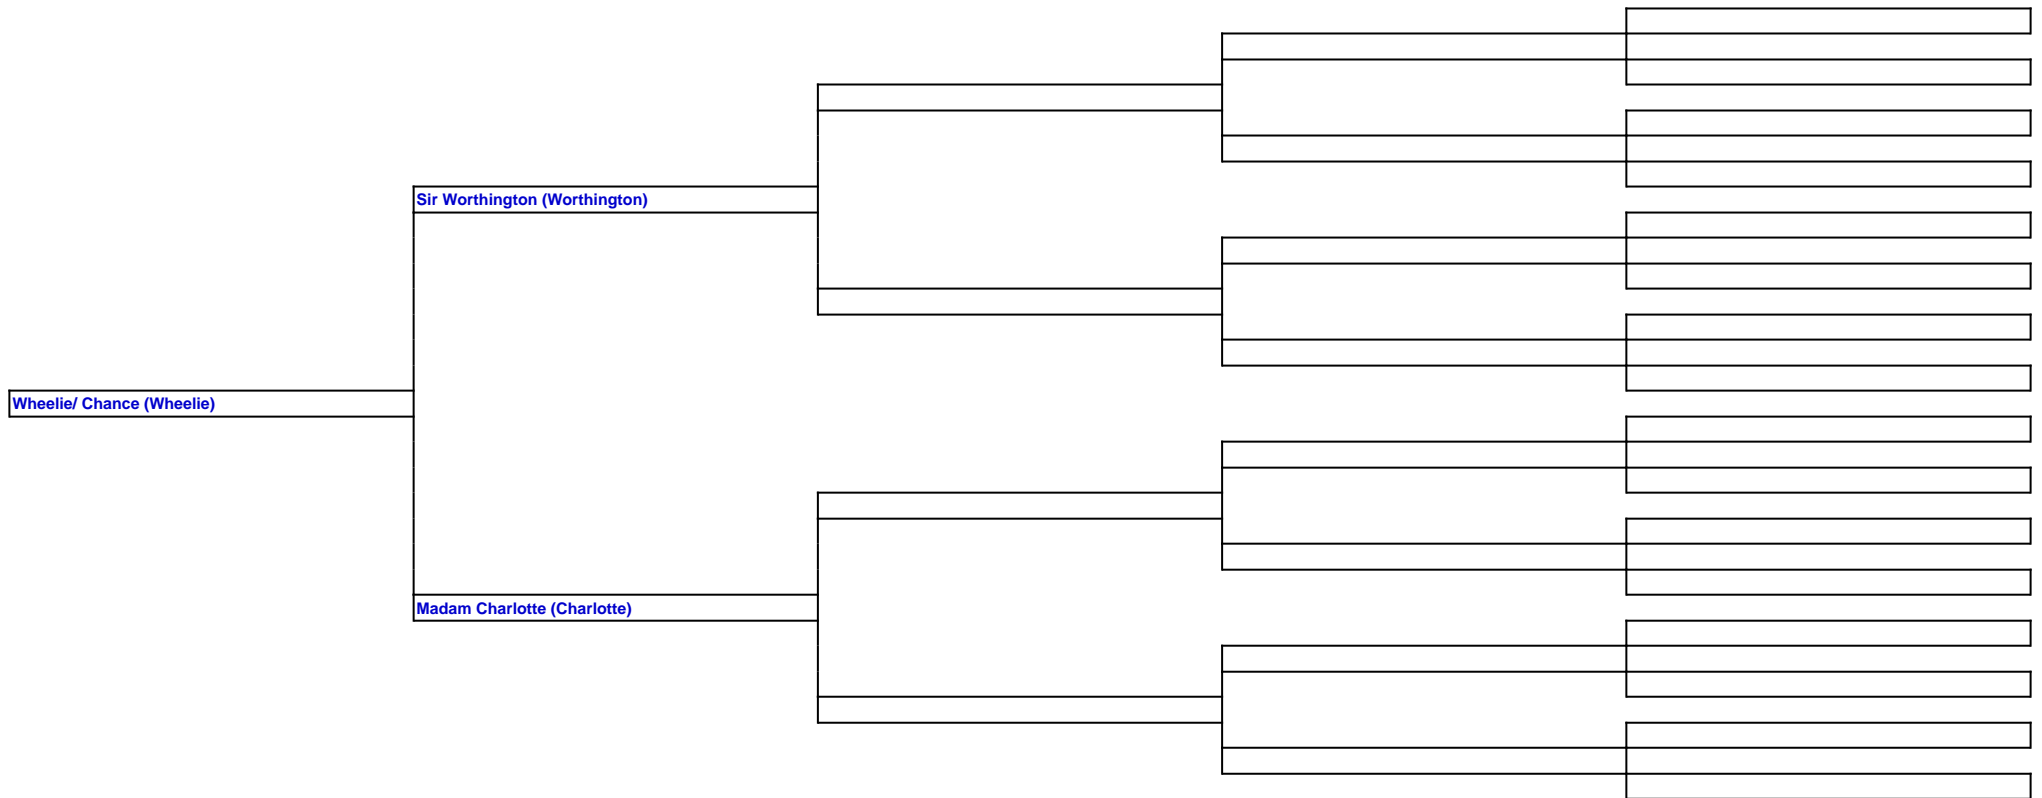 Sir Worthington (Worthington)
Wheelie/ Chance (Wheelie)
Madam Charlotte (Charlotte)